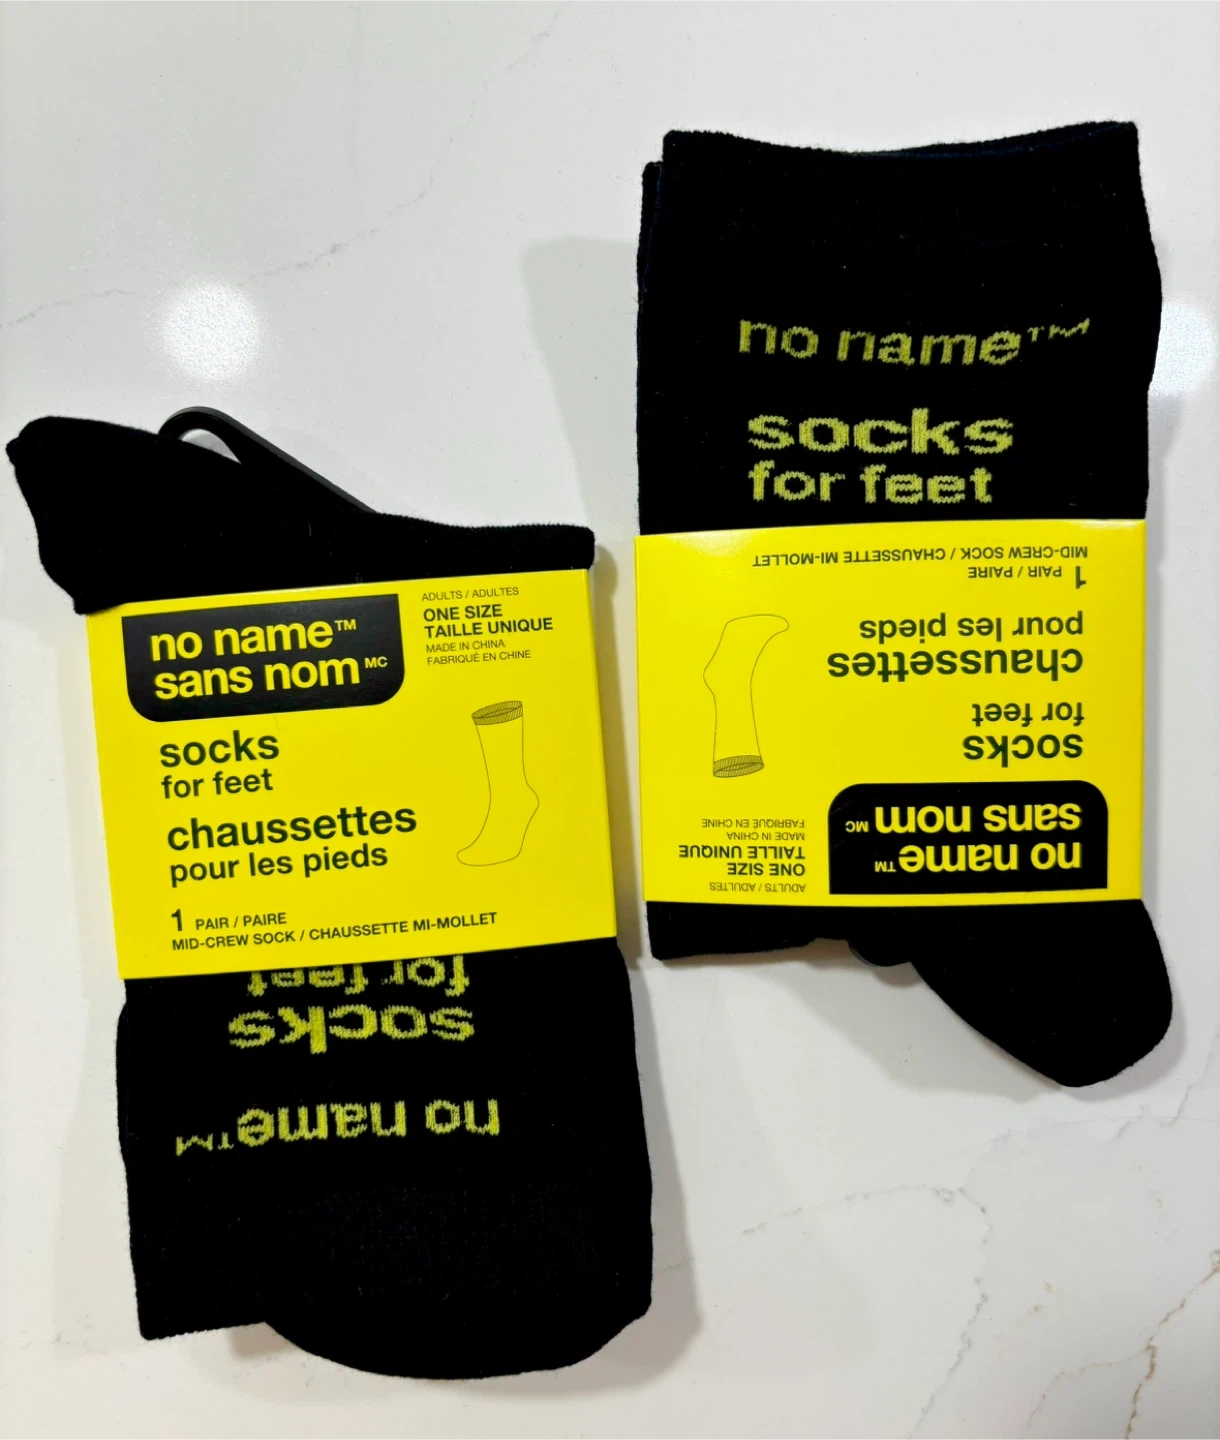 no name™
sans nom MC
ADULTS / ADULTES
ONE SIZE
TAILLE UNIQUE
MADE IN CHINA
FABRIQUÉ EN CHINE
socks
for feet
chaussettes
pour les pieds
1 PAIR / PAIRE
MID-CREW SOCK / CHAUSSETTE MI-MOLLET
for feet
socks
no name™
no name™
socks
for feet
no name™
sans nom MC
ADULTS / ADULTES
ONE SIZE
TAILLE UNIQUE
MADE IN CHINA
FABRIQUÉ EN CHINE
socks
for feet
chaussettes
pour les pieds
1 PAIR / PAIRE
MID-CREW SOCK / CHAUSSETTE MI-MOLLET